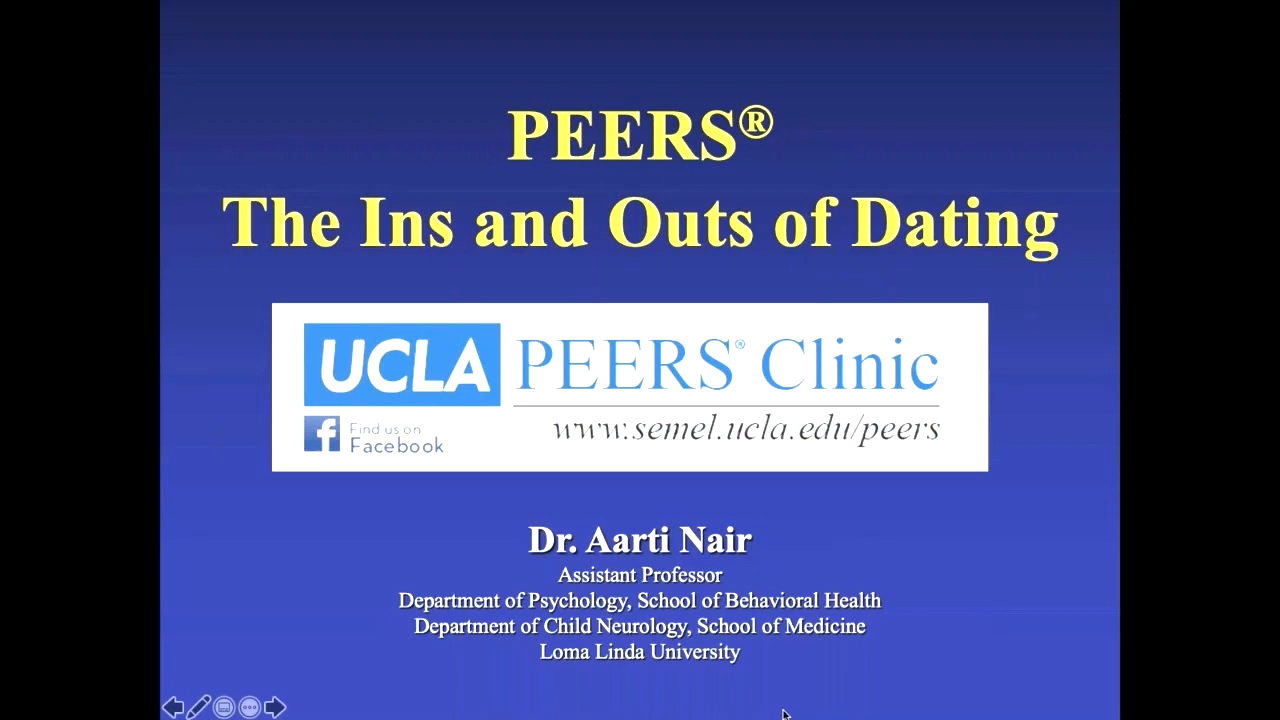 PEERS®
The Ins and Outs of Dating
UCLA PEERS® Clinic
Find us on
Facebook
www.semel.ucla.edu/peers
Dr. Aarti Nair
Assistant Professor
Department of Psychology, School of Behavioral Health
Department of Child Neurology, School of Medicine
Loma Linda University